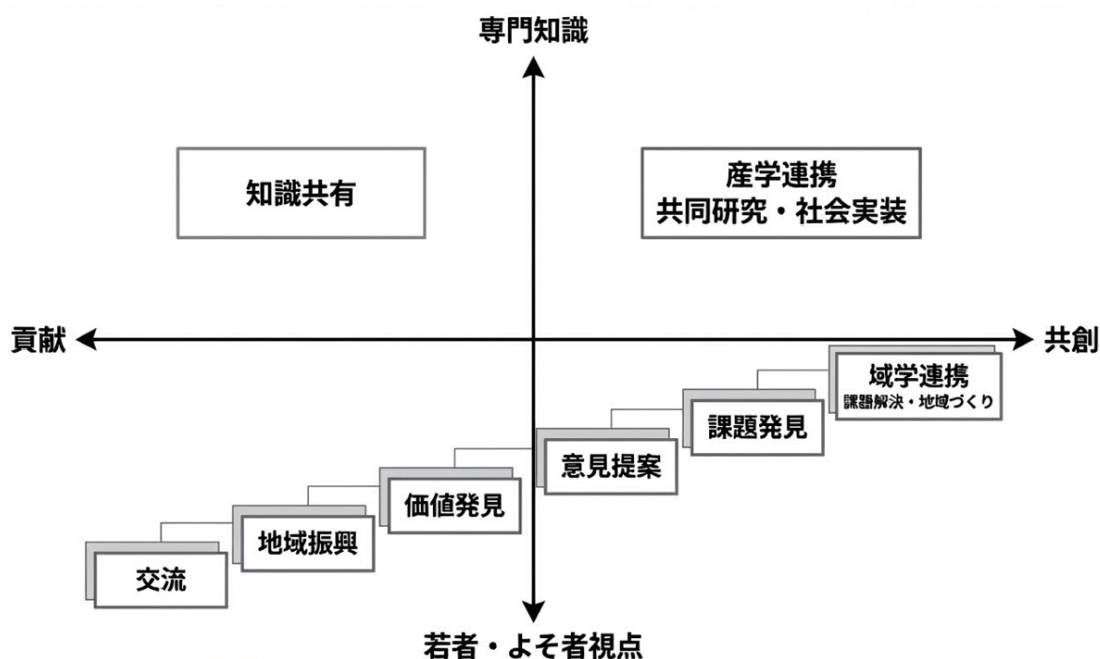 専門知識
知識共有
産学連携
共同研究・社会実装
貢献
共創
域学連携
課題解決・地域づくり
課題発見
意見提案
価値発見
地域振興
交流
若者・よそ者視点